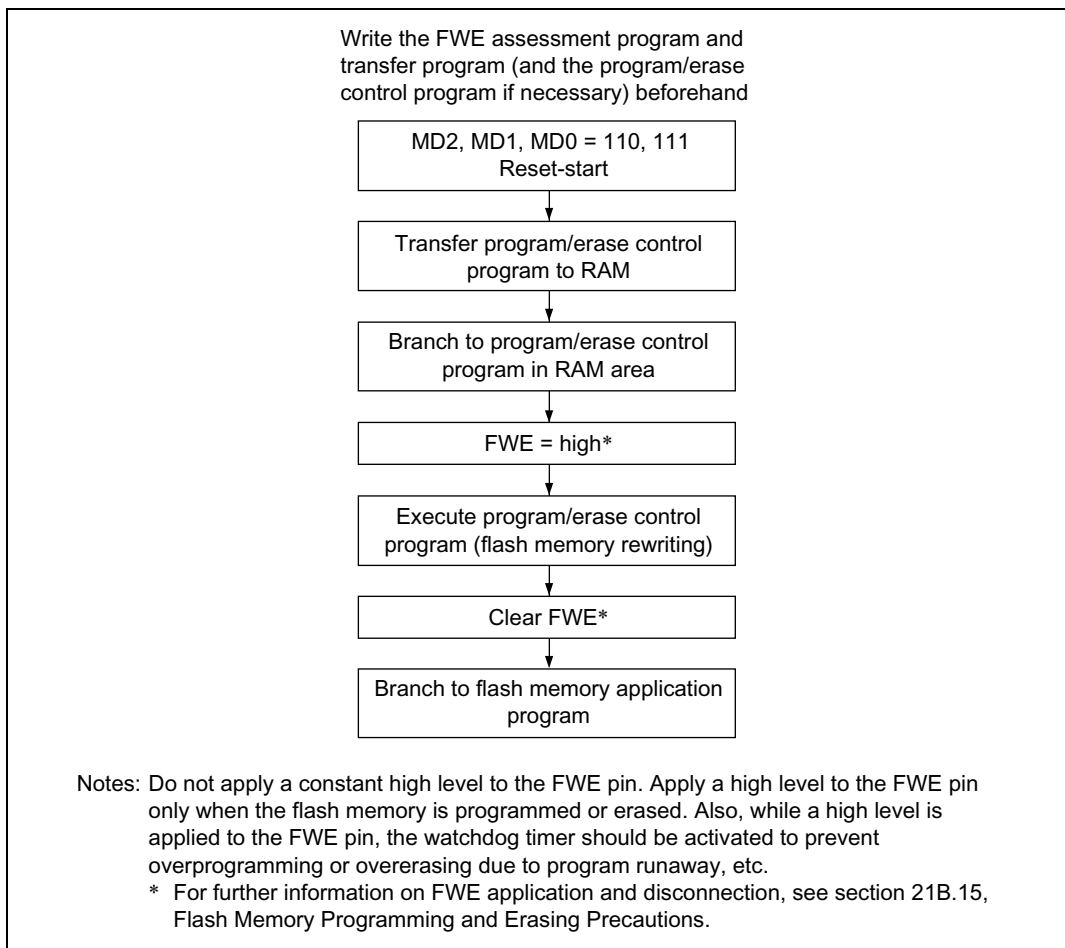 Write the FWE assessment program and
transfer program (and the program/erase
control program if necessary) beforehand
MD2, MD1, MD0 = 110, 111
Reset-start
Transfer program/erase control
program to RAM
Branch to program/erase control
program in RAM area
FWE = high*
Execute program/erase control
program (flash memory rewriting)
Clear FWE*
Branch to flash memory application
program
Notes: Do not apply a constant high level to the FWE pin. Apply a high level to the FWE pin
only when the flash memory is programmed or erased. Also, while a high level is
applied to the FWE pin, the watchdog timer should be activated to prevent
overprogramming or overerasing due to program runaway, etc.
* For further information on FWE application and disconnection, see section 21B.15,
Flash Memory Programming and Erasing Precautions.